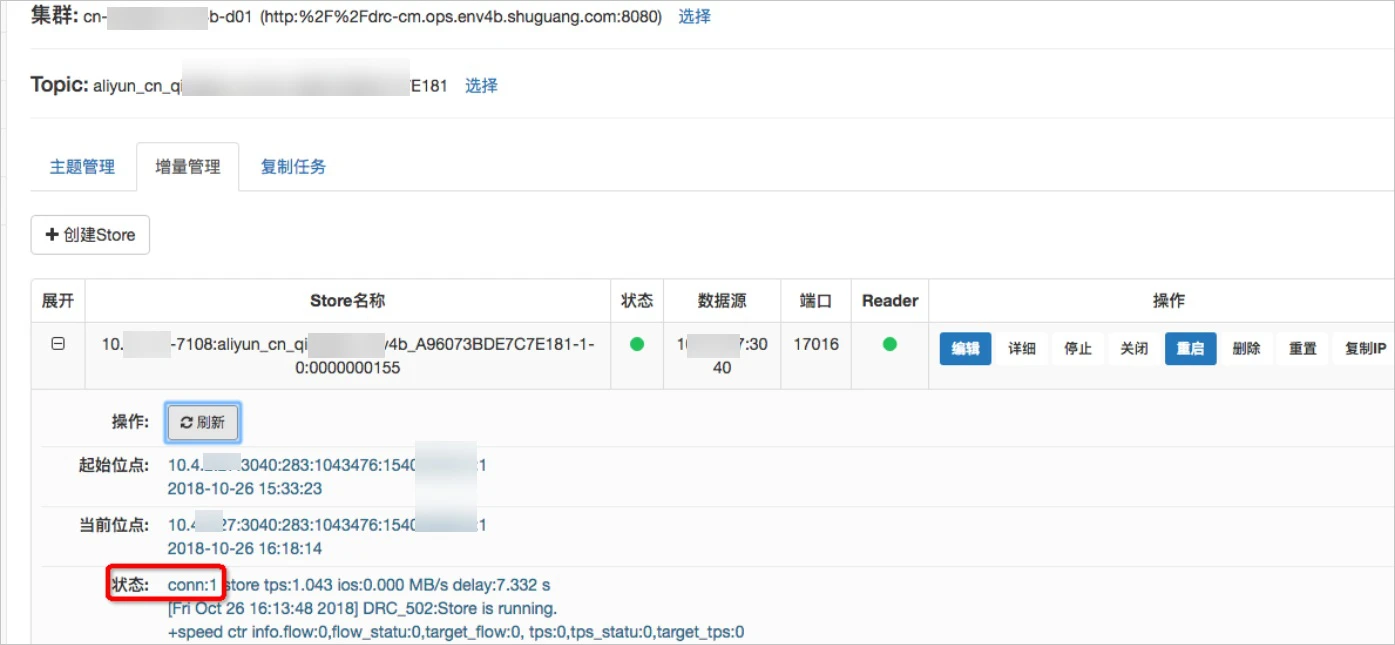 集群: cn- b-d01 (http:%2F%2Fdrc-cm.ops.env4b.shuguang.com:8080) 选择
Topic: aliyun_cn_qi E181 选择
主题管理 增量管理 复制任务
创建Store
展开 Store名称 状态 数据源 端口 Reader 操作
10. -7108:aliyun_cn_qi 4b_A96073BDE7C7E181-1- 7:30 17016 编辑 详细 停止 关闭 重启 删除 重置 复制IP
0:0000000155 40
操作: 刷新
起始位点: 10.4. 3040:283:1043476:1540 :1
2018-10-26 15:33:23
当前位点: 10.4 27:3040:283:1043476:1540 :1
2018-10-26 16:18:14
状态: conn:1 store tps:1.043 ios:0.000 MB/s delay:7.332 s
[Fri Oct 26 16:13:48 2018] DRC_502:Store is running.
+speed ctr info.flow:0,flow_statu:0,target_flow:0, tps:0,tps_statu:0,target_tps:0